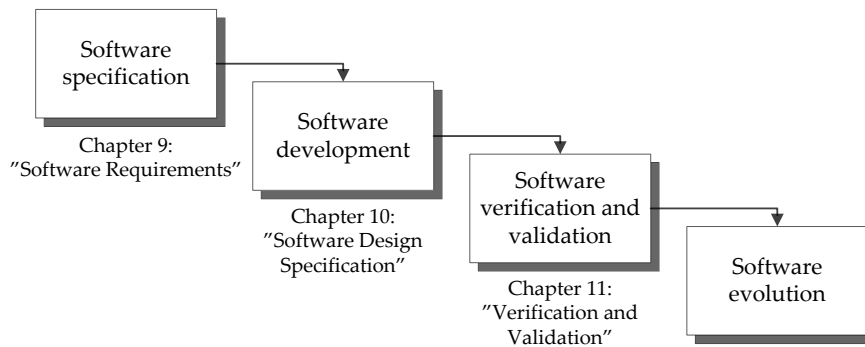 Software
specification
Chapter 9:
”Software Requirements”
Software
development
Chapter 10:
”Software Design
Specification”
Software
verification and
validation
Chapter 11:
”Verification and
Validation”
Software
evolution